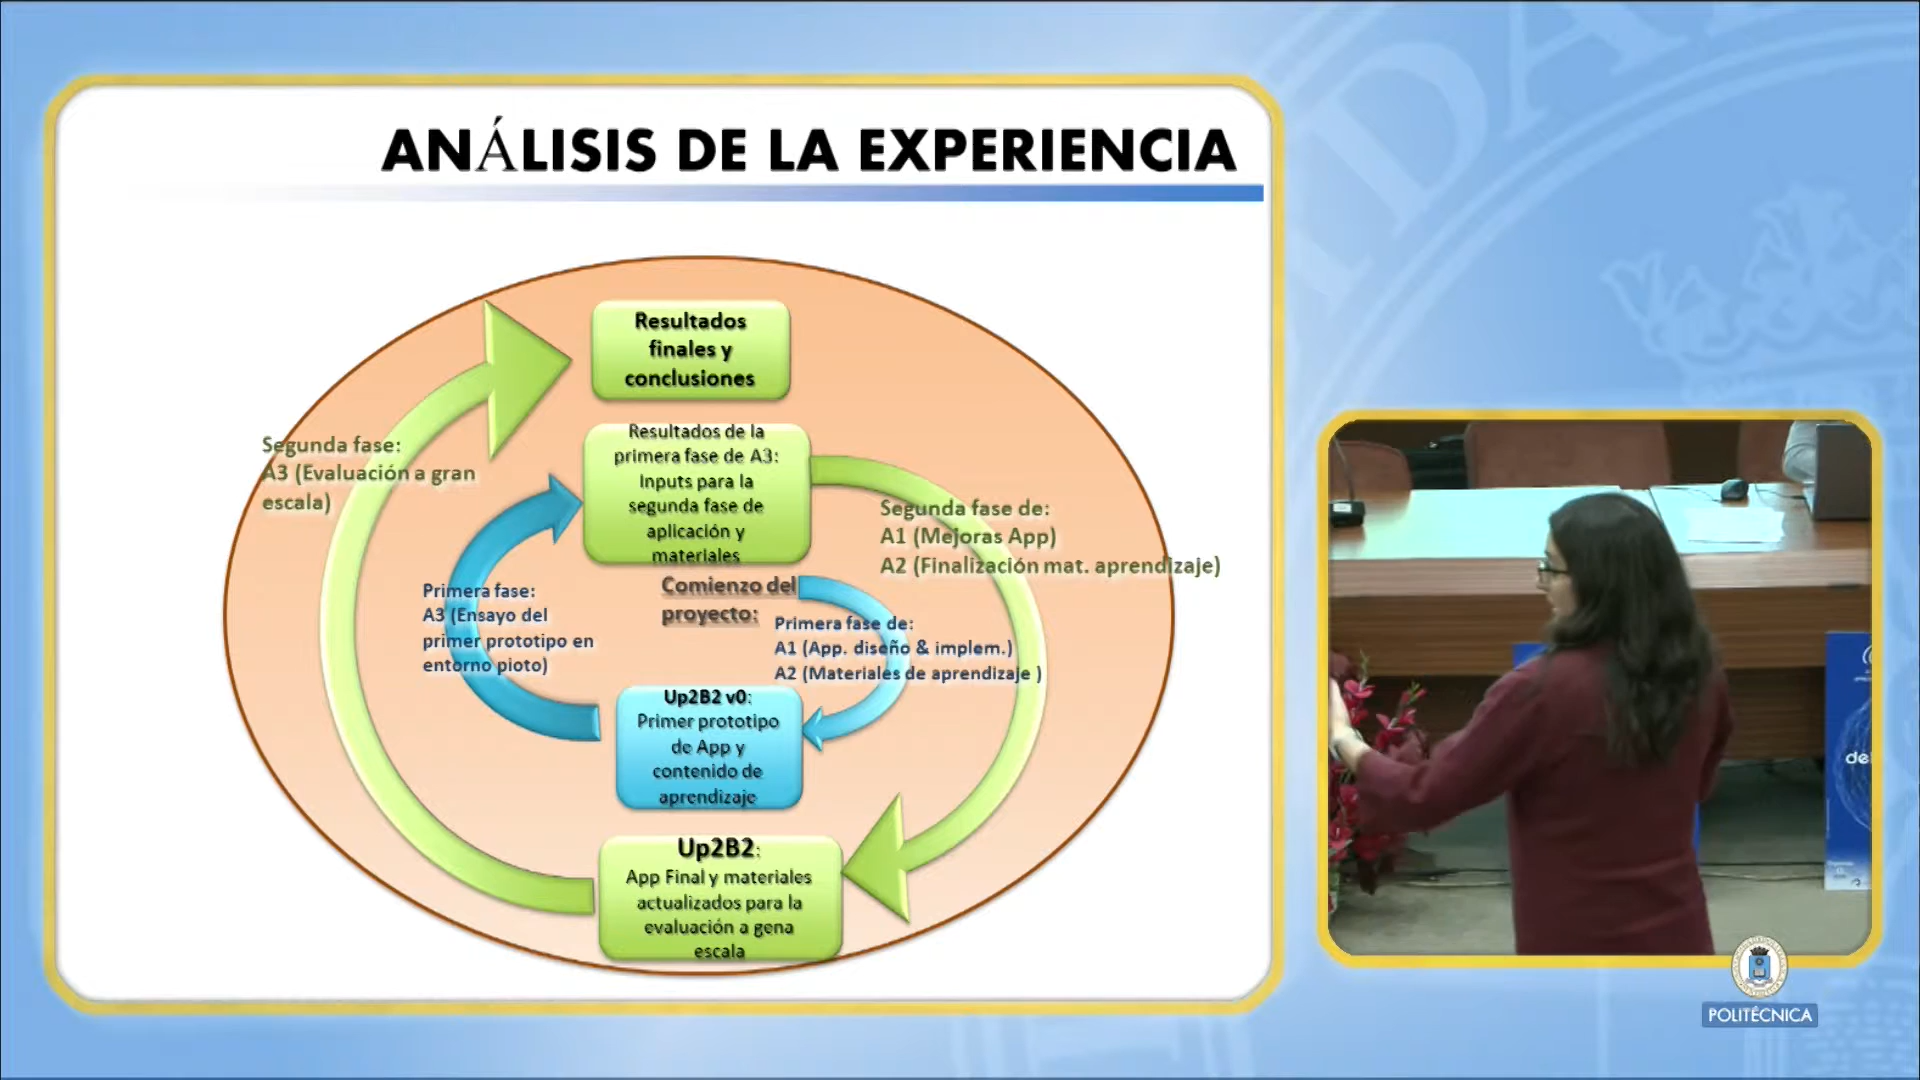 ANÁLISIS DE LA EXPERIENCIA
Resultados
finales y
conclusiones
Segunda fase:
A3 (Evaluación a gran
escala)
Resultados de la
primera fase de A3:
Inputs para la
segunda fase de
aplicación y
materiales
Segunda fase de:
A1 (Mejoras App)
A2 (Finalización mat. aprendizaje)
Primera fase:
A3 (Ensayo del
primer prototipo en
entorno pioto)
Comienzo del
proyecto:
Primera fase de:
A1 (App. diseño & implem.)
A2 (Materiales de aprendizaje )
Up2B2 v0:
Primer prototipo
de App y
contenido de
aprendizaje
Up2B2:
App Final y materiales
actualizados para la
evaluación a gena
escala
POLITÉCNICA